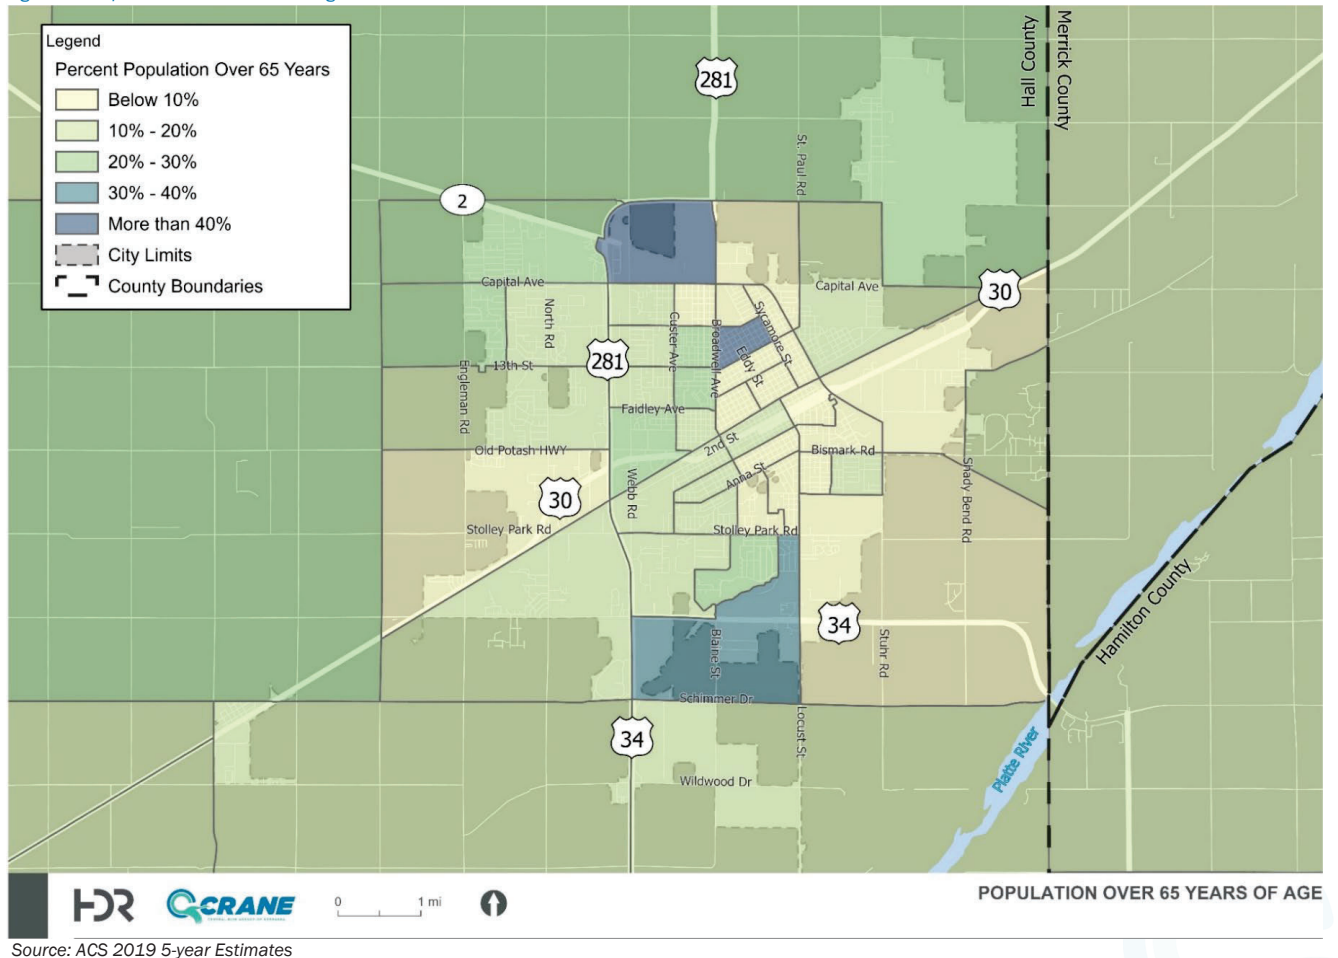 Legend
Percent Population Over 65 Years
Below 10%
10% - 20%
20% - 30%
30% - 40%
More than 40%
City Limits
County Boundaries
281
Hall County
Merrick County
St. Paul Rd
2
Capital Ave
Capital Ave
30
North Rd
281
Custer Ave
Broadwell Ave
Sycamore St
Eddy St
Engleman Rd
13th St
Faidley Ave
Old Potash HWY
2nd St
Bismark Rd
Anna St
Webb Rd
30
Shady Bend Rd
Stolley Park Rd
Stolley Park Rd
34
Blaine St
Stuhr Rd
Hamilton County
Schimmer Dr
Locust St
34
Wildwood Dr
Platte River
HDR
CRANE
0 1 mi
POPULATION OVER 65 YEARS OF AGE
Source: ACS 2019 5-year Estimates